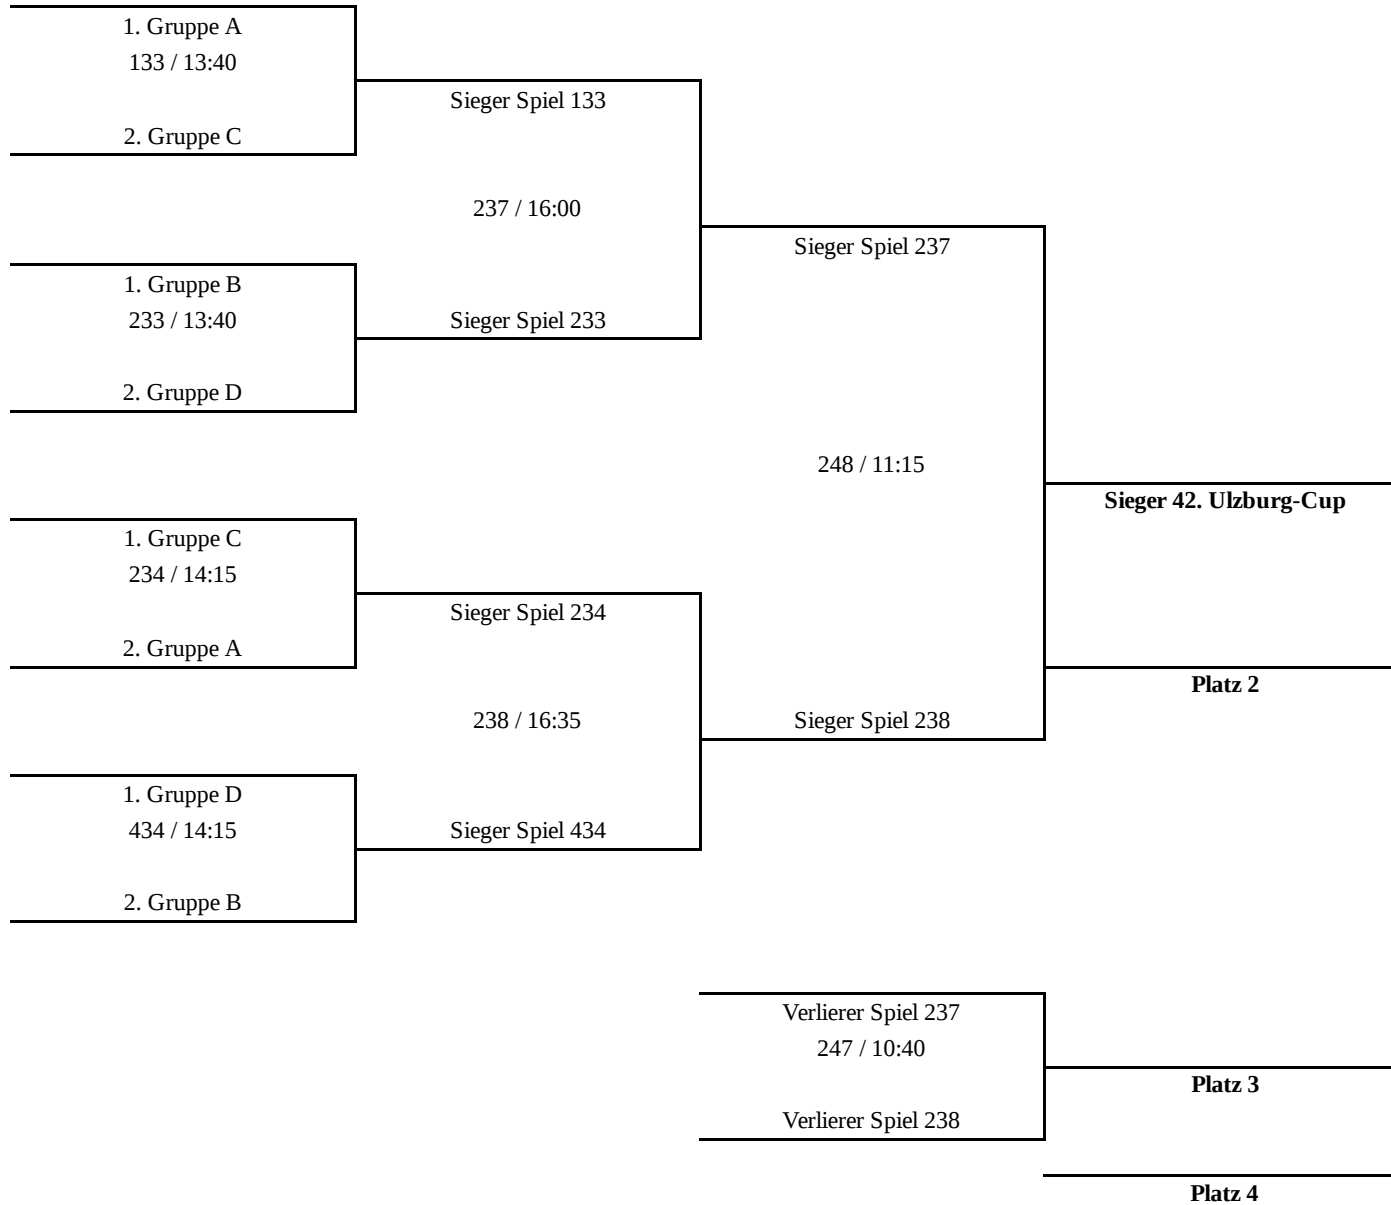 1. Gruppe A
133 / 13:40
Sieger Spiel 133
2. Gruppe C
237 / 16:00
Sieger Spiel 237
1. Gruppe B
233 / 13:40
Sieger Spiel 233
2. Gruppe D
248 / 11:15
Sieger 42. Ulzburg-Cup
1. Gruppe C
234 / 14:15
Sieger Spiel 234
2. Gruppe A
Platz 2
238 / 16:35
Sieger Spiel 238
1. Gruppe D
434 / 14:15
Sieger Spiel 434
2. Gruppe B
Verlierer Spiel 237
247 / 10:40
Platz 3
Verlierer Spiel 238
Platz 4